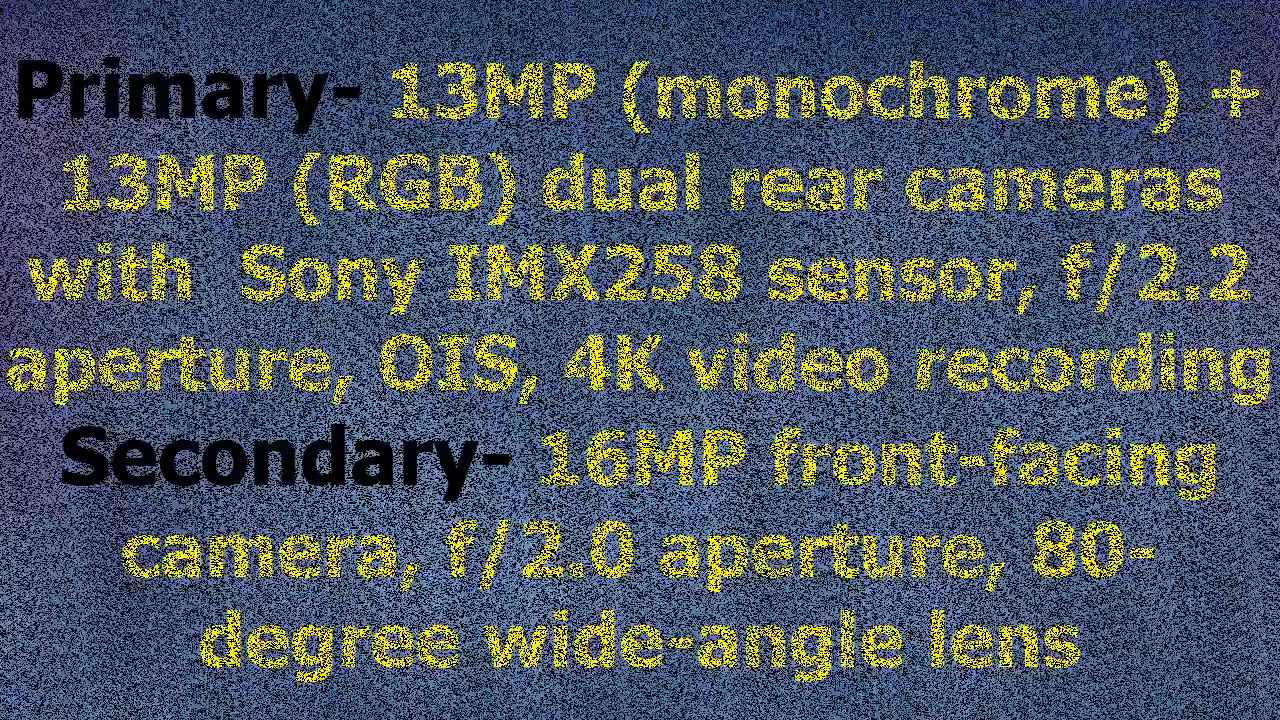 Primary- 13MP (monochrome) +
13MP (RGB) dual rear cameras
with  Sony IMX258 sensor, f/2.2
aperture, OIS, 4K video recording
Secondary- 16MP front-facing
camera, f/2.0 aperture, 80-
degree wide-angle lens